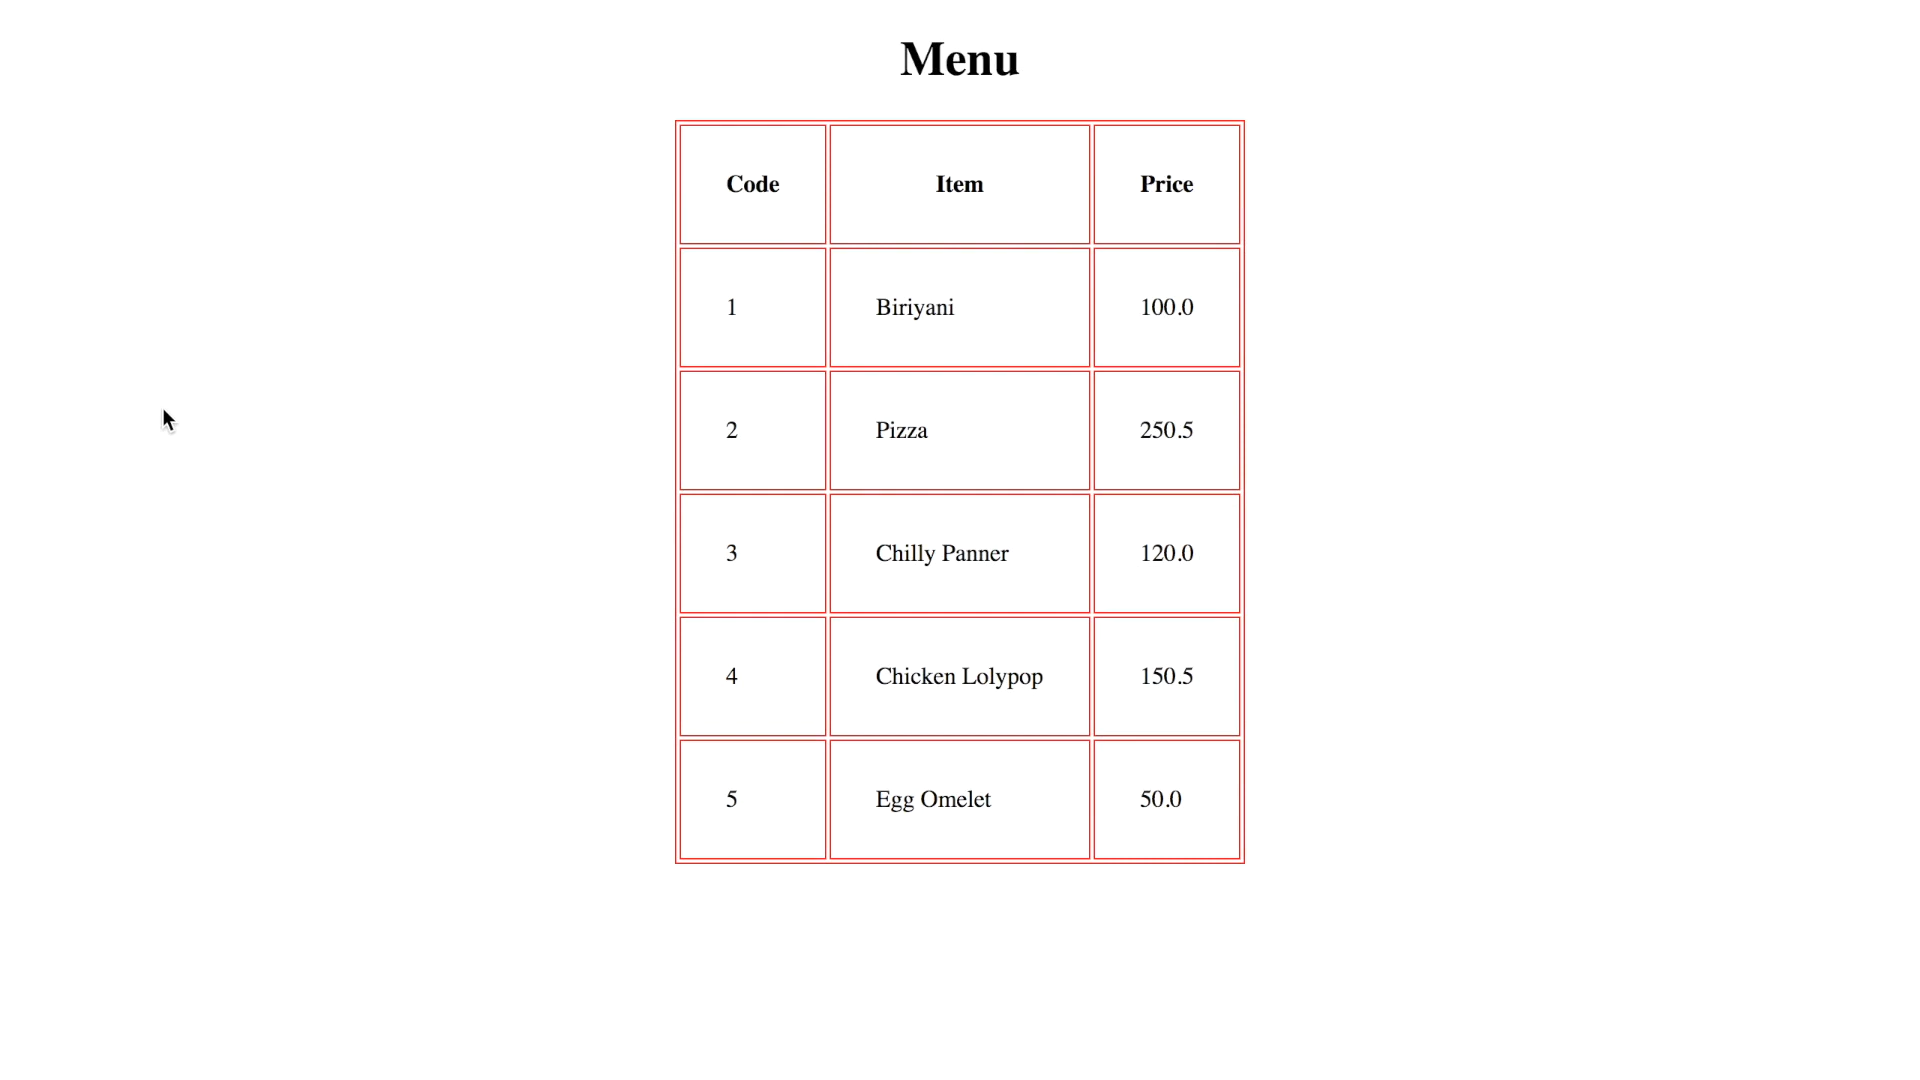 Menu
Code Item Price
1 Biriyani 100.0
2 Pizza 250.5
3 Chilly Panner 120.0
4 Chicken Lolypop 150.5
5 Egg Omelet 50.0